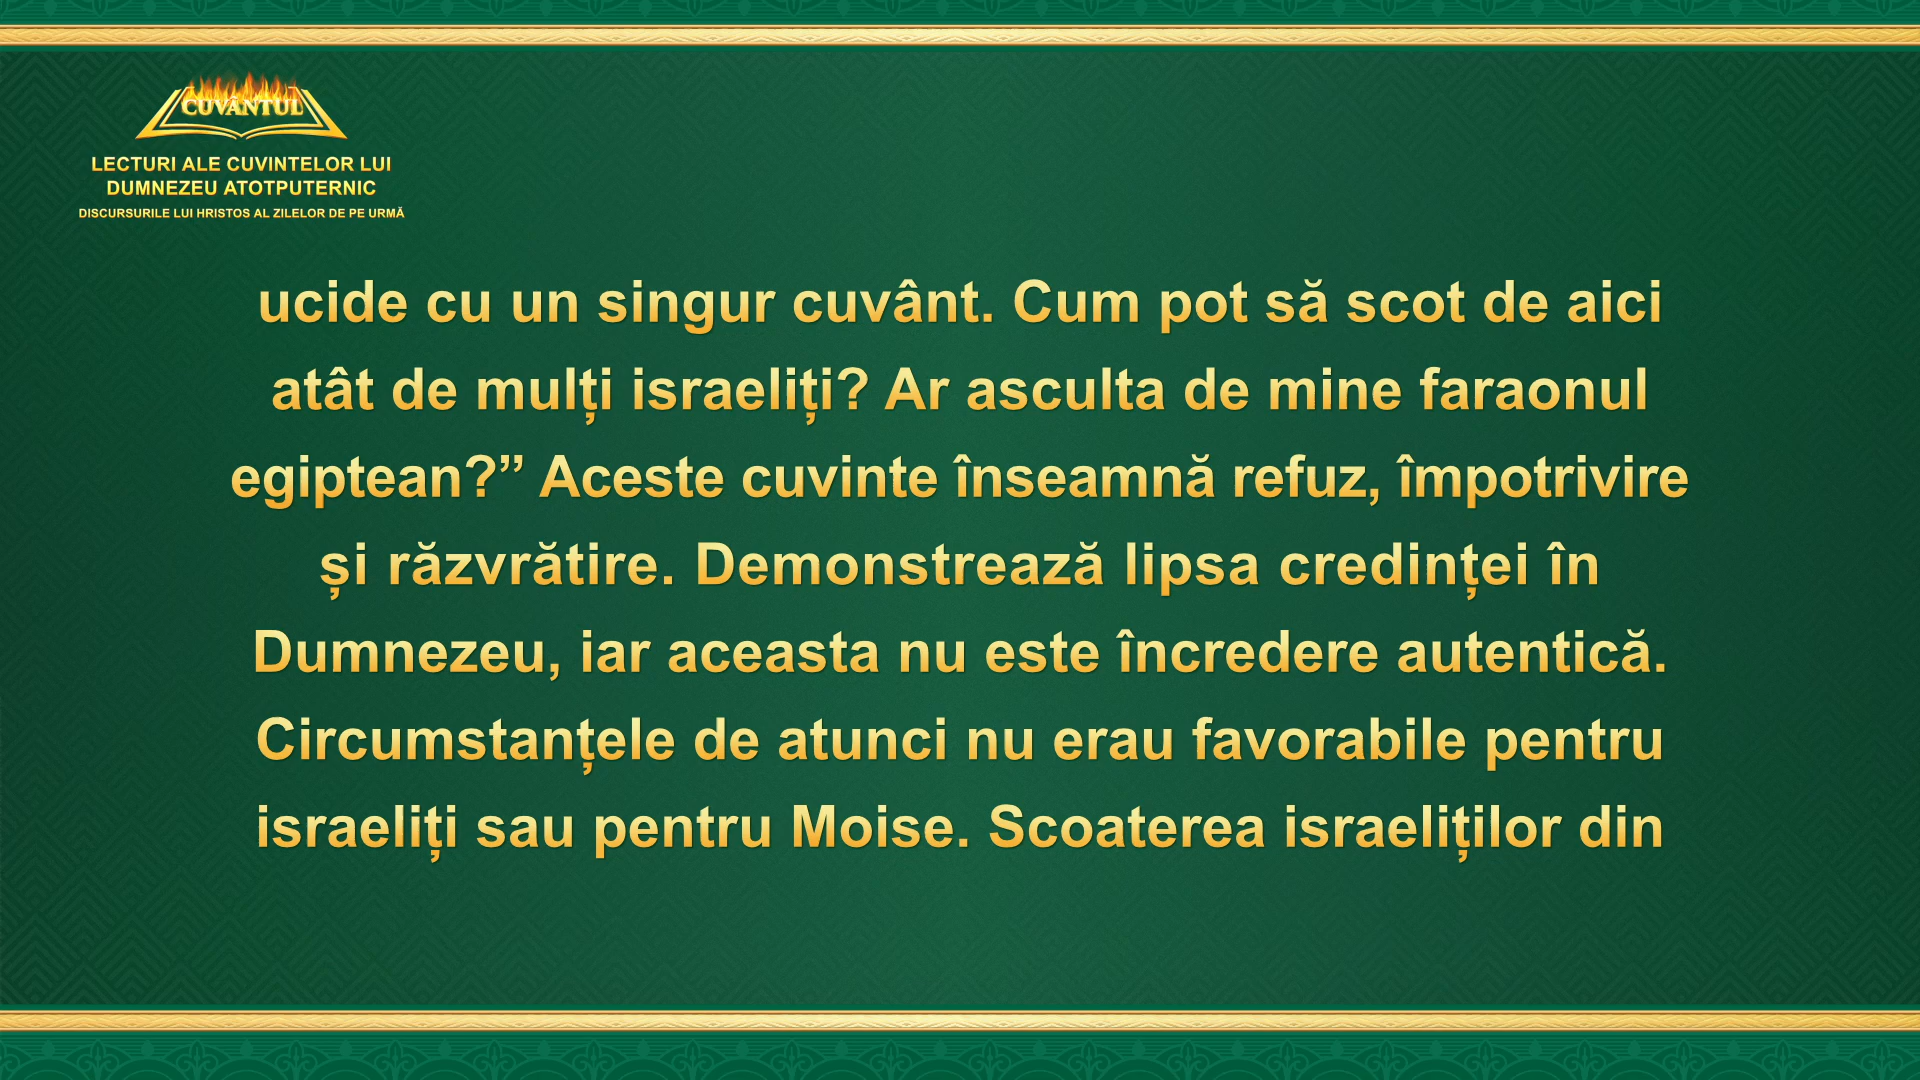 CUVÂNTUL
LECTURI ALE CUVINTELOR LUI
DUMNEZEU ATOTPUTERNIC
DISCURSURILE LUI HRISTOS AL ZILELOR DE PE URMĂ
ucide cu un singur cuvânt. Cum pot să scot de aici
atât de mulți israeliți? Ar asculta de mine faraonul
egiptean?” Aceste cuvinte înseamnă refuz, împotrivire
și răzvrătire. Demonstrează lipsa credinței în
Dumnezeu, iar aceasta nu este încredere autentică.
Circumstanțele de atunci nu erau favorabile pentru
israeliți sau pentru Moise. Scoaterea israeliților din